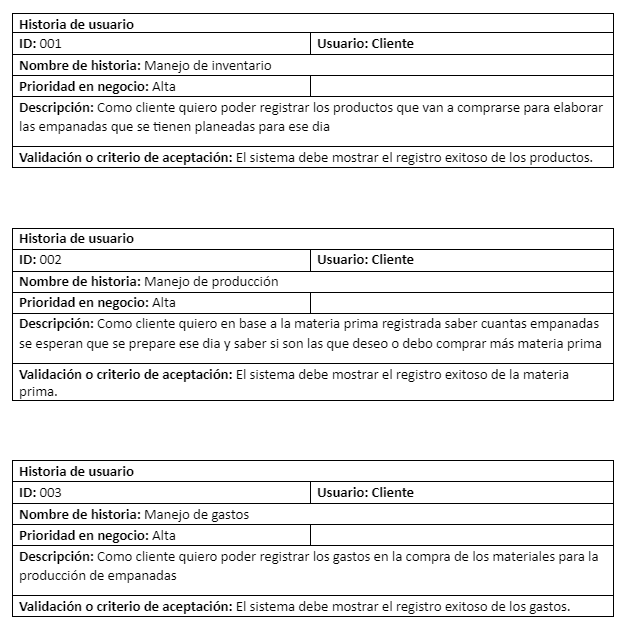 Historia de usuario
ID: 001 Usuario: Cliente
Nombre de historia: Manejo de inventario
Prioridad en negocio: Alta
Descripción: Como cliente quiero poder registrar los productos que van a comprarse para elaborar
las empanadas que se tienen planeadas para ese dia
Validación o criterio de aceptación: El sistema debe mostrar el registro exitoso de los productos.
Historia de usuario
ID: 002 Usuario: Cliente
Nombre de historia: Manejo de producción
Prioridad en negocio: Alta
Descripción: Como cliente quiero en base a la materia prima registrada saber cuantas empanadas
se esperan que se prepare ese dia y saber si son las que deseo o debo comprar más materia prima
Validación o criterio de aceptación: El sistema debe mostrar el registro exitoso de la materia
prima.
Historia de usuario
ID: 003 Usuario: Cliente
Nombre de historia: Manejo de gastos
Prioridad en negocio: Alta
Descripción: Como cliente quiero poder registrar los gastos en la compra de los materiales para la
producción de empanadas
Validación o criterio de aceptación: El sistema debe mostrar el registro exitoso de los gastos.